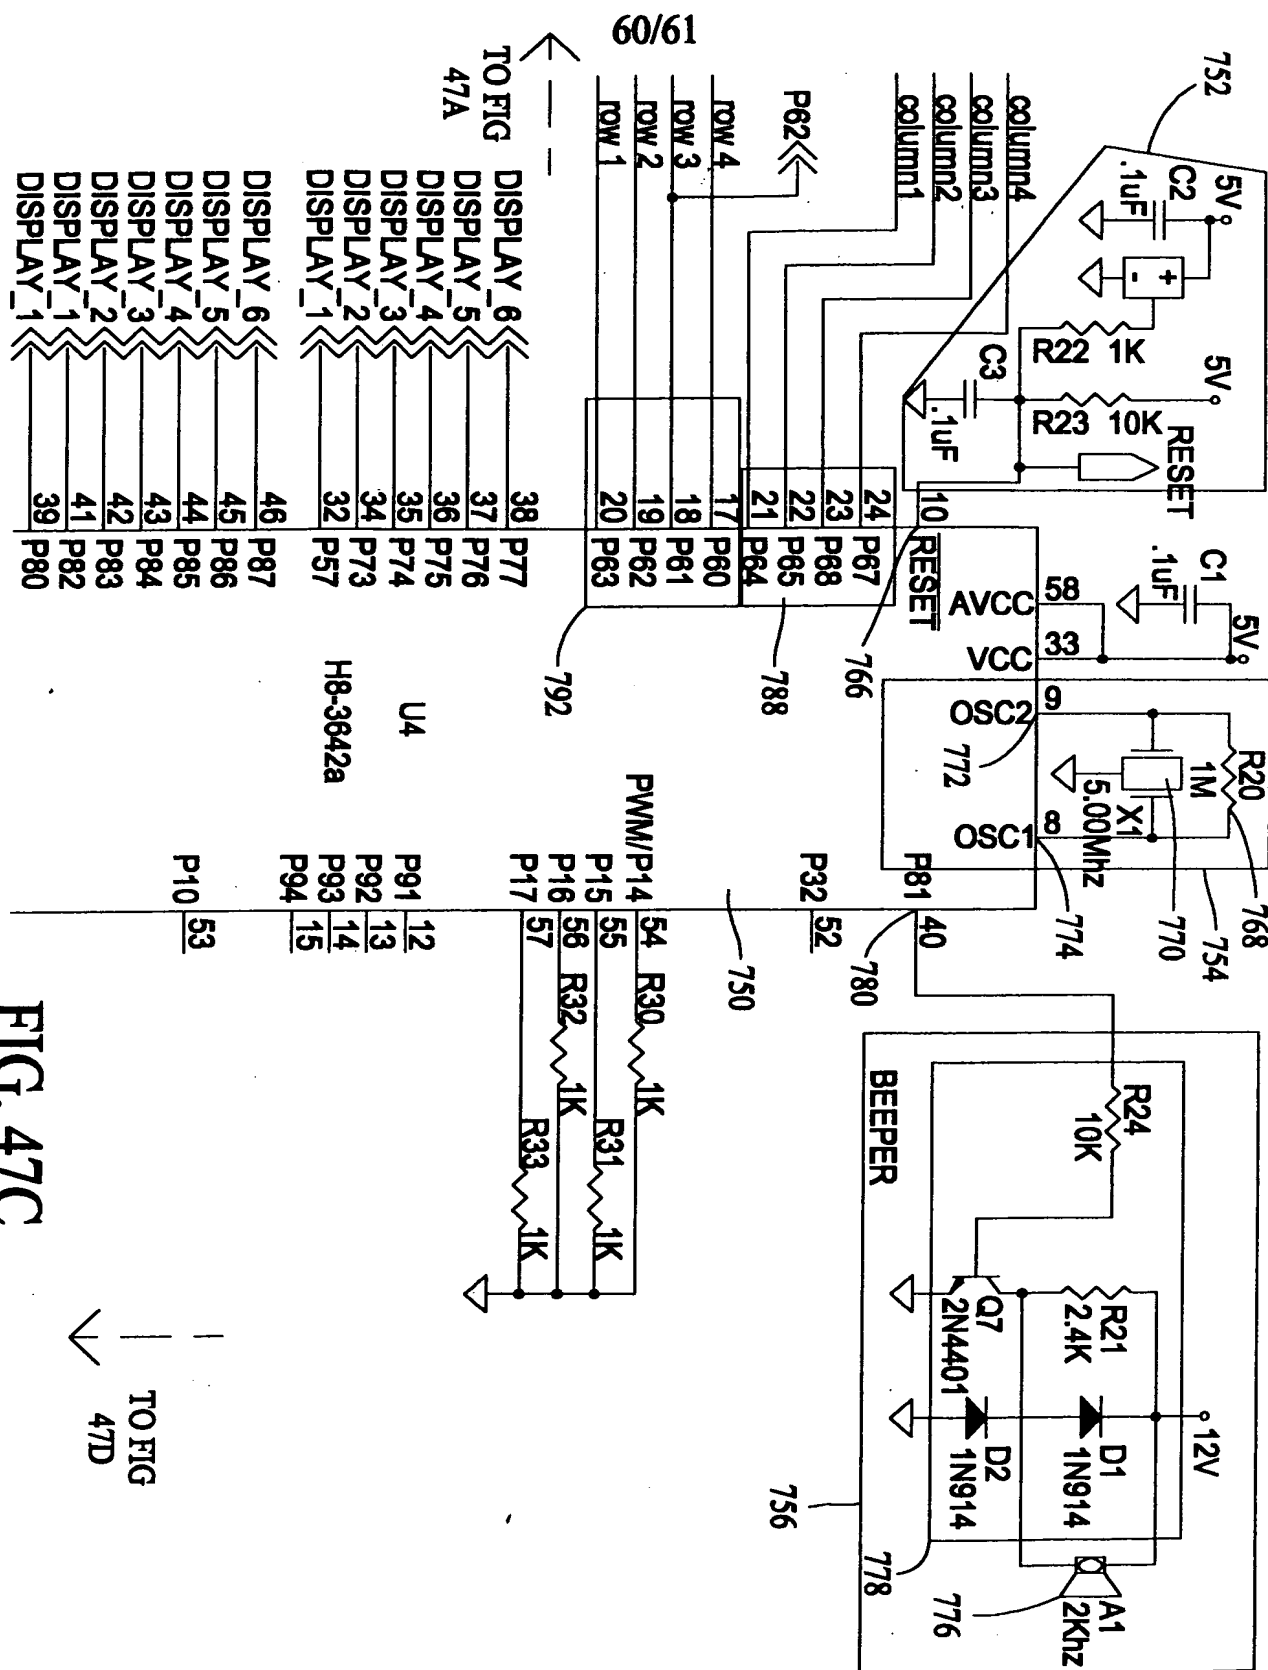 60/61
TO FIG
47A
752
5V
C2
.1uF
+
-
R22 1K
5V
R23 10K
C3
.1uF
RESET
column4
column3
column2
column1
P62
row 4
row 3
row 2
row 1
DISPLAY_6
DISPLAY_5
DISPLAY_4
DISPLAY_3
DISPLAY_2
DISPLAY_1
DISPLAY_6
DISPLAY_5
DISPLAY_4
DISPLAY_3
DISPLAY_2
DISPLAY_1
DISPLAY_1
10 RESET
24 P67
23 P68
22 P65
21 P64
17 P60
18 P61
19 P62
20 P63
38 P77
37 P76
36 P75
35 P74
34 P73
32 P57
46 P87
45 P86
44 P85
43 P84
42 P83
41 P82
39 P80
766
788
792
C1
.1uF
5V
58 AVCC
33 VCC
9 OSC2
8 OSC1
772
774
R20
1M
X1
5.00Mhz
768
754
770
U4
H8-3642a
P81 40
780
P32 52
750
PWM/P14 54
P15 55
P16 56
P17 57
P91 12
P92 13
P93 14
P94 15
P10 53
R30 1K
R32 1K
R31 1K
R33 1K
BEEPER
R24
10K
Q7
2N4401
R21
2.4K
D1
1N914
D2
1N914
12V
A1
2Khz
756
778
776
FIG. 47C
TO FIG
47D